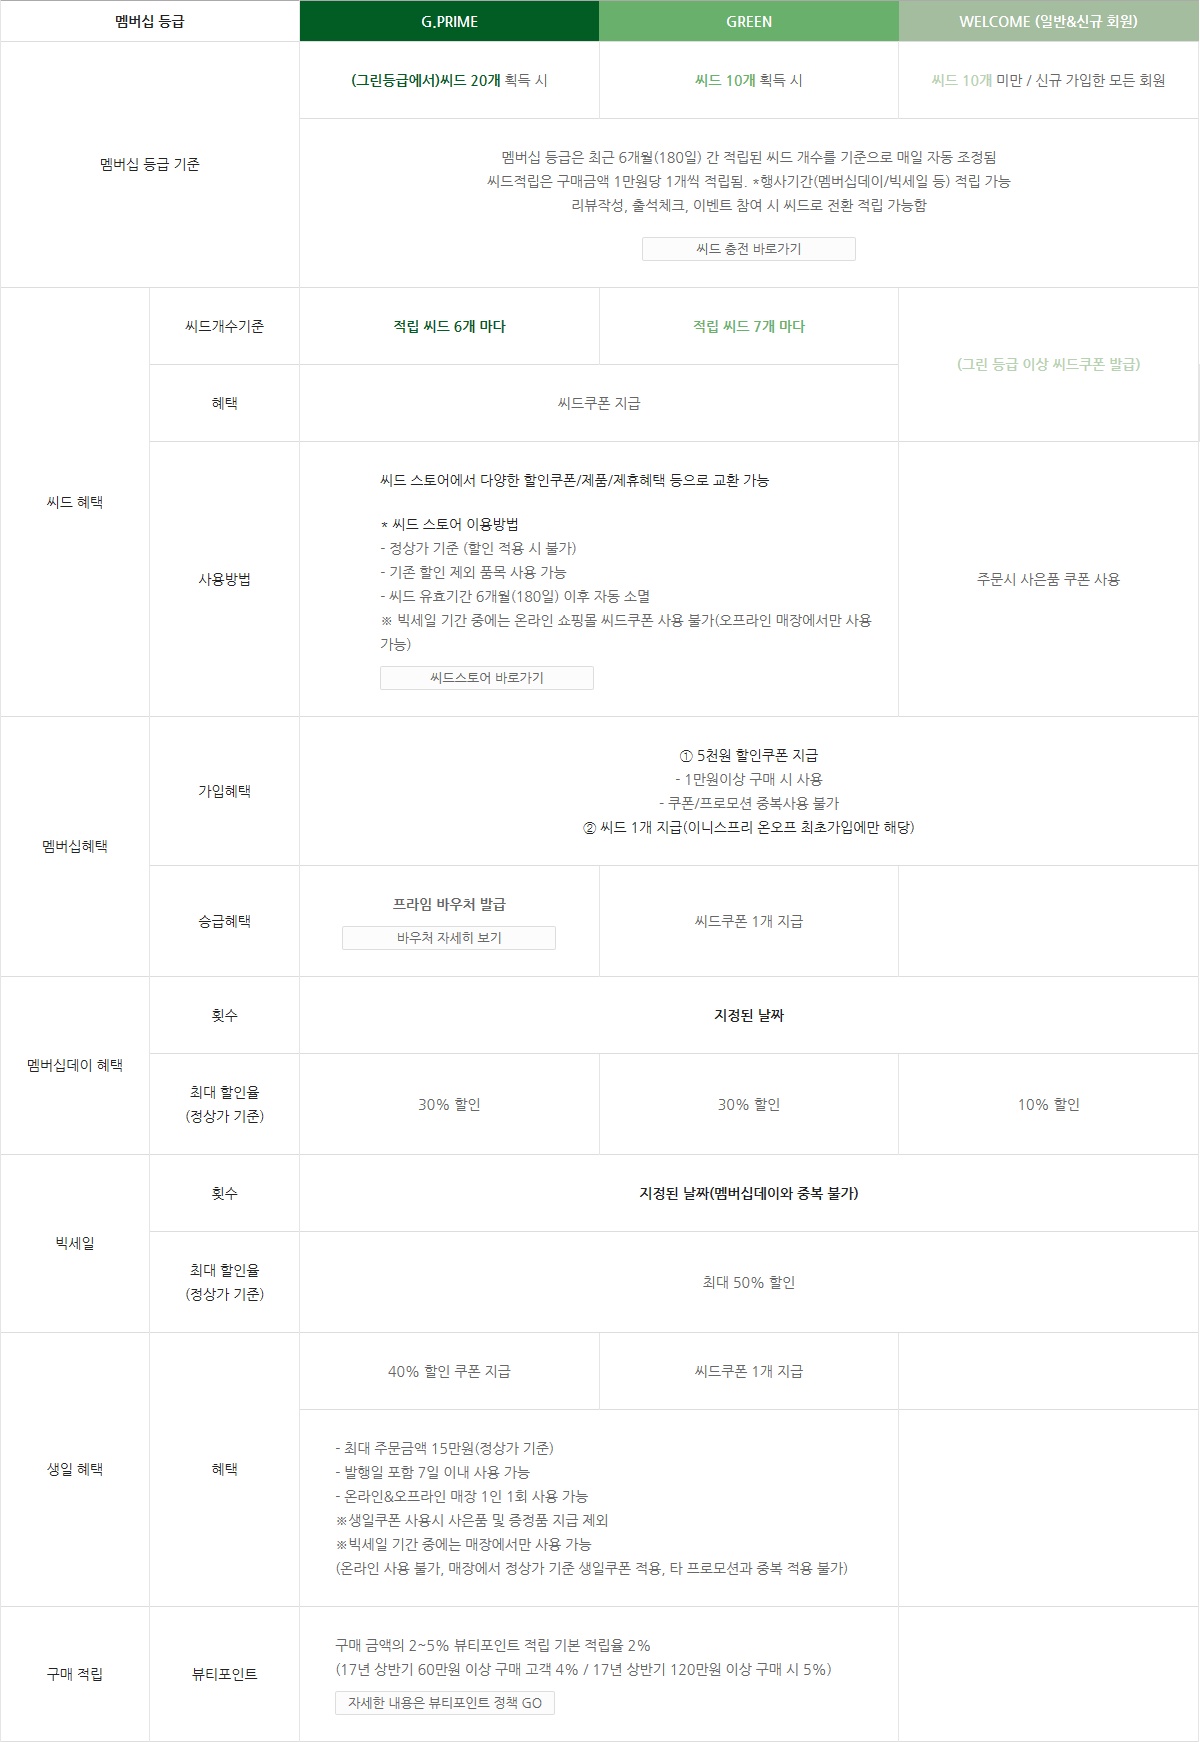 멤버십 등급
G.PRIME
GREEN
WELCOME (일반&신규 회원)
멤버십 등급 기준
(그린등급에서)씨드 20개 획득 시
씨드 10개 획득 시
씨드 10개 미만 / 신규 가입한 모든 회원
멤버십 등급은 최근 6개월(180일) 간 적립된 씨드 개수를 기준으로 매일 자동 조정됨
씨드적립은 구매금액 1만원당 1개씩 적립됨. *행사기간(멤버십데이/빅세일 등) 적립 가능
리뷰작성, 출석체크, 이벤트 참여 시 씨드로 전환 적립 가능함
씨드 충전 바로가기
씨드 혜택
씨드개수기준
적립 씨드 6개 마다
적립 씨드 7개 마다
(그린 등급 이상 씨드쿠폰 발급)
혜택
씨드쿠폰 지급
사용방법
씨드 스토어에서 다양한 할인쿠폰/제품/제휴혜택 등으로 교환 가능
* 씨드 스토어 이용방법
- 정상가 기준 (할인 적용 시 불가)
- 기존 할인 제외 품목 사용 가능
- 씨드 유효기간 6개월(180일) 이후 자동 소멸
※ 빅세일 기간 중에는 온라인 쇼핑몰 씨드쿠폰 사용 불가(오프라인 매장에서만 사용
가능)
씨드스토어 바로가기
주문시 사은품 쿠폰 사용
멤버십혜택
가입혜택
① 5천원 할인쿠폰 지급
- 1만원이상 구매 시 사용
- 쿠폰/프로모션 중복사용 불가
② 씨드 1개 지급(이니스프리 온오프 최초가입에만 해당)
승급혜택
프라임 바우처 발급
바우처 자세히 보기
씨드쿠폰 1개 지급
멤버십데이 혜택
횟수
지정된 날짜
최대 할인율
(정상가 기준)
30% 할인
30% 할인
10% 할인
빅세일
횟수
지정된 날짜(멤버십데이와 중복 불가)
최대 할인율
(정상가 기준)
최대 50% 할인
생일 혜택
혜택
40% 할인 쿠폰 지급
씨드쿠폰 1개 지급
- 최대 주문금액 15만원(정상가 기준)
- 발행일 포함 7일 이내 사용 가능
- 온라인&오프라인 매장 1인 1회 사용 가능
※생일쿠폰 사용시 사은품 및 증정품 지급 제외
※빅세일 기간 중에는 매장에서만 사용 가능
(온라인 사용 불가, 매장에서 정상가 기준 생일쿠폰 적용, 타 프로모션과 중복 적용 불가)
구매 적립
뷰티포인트
구매 금액의 2~5% 뷰티포인트 적립 기본 적립율 2%
(17년 상반기 60만원 이상 구매 고객 4% / 17년 상반기 120만원 이상 구매 시 5%)
자세한 내용은 뷰티포인트 정책 GO